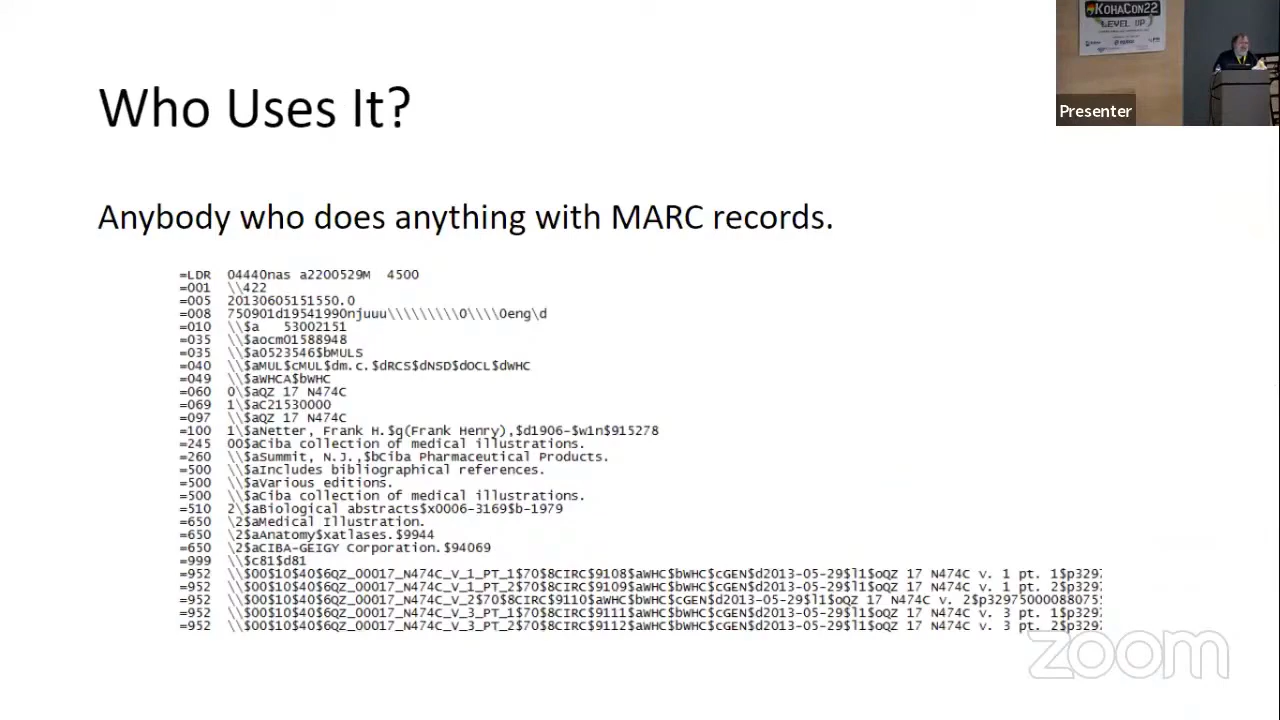 KOHACON22
LEVEL UP
Presenter
Who Uses It?
Anybody who does anything with MARC records.
=LDR  04440nas a2200529M  4500
=001  \\422
=005  20130605151550.0
=008  750901d19541990njuuu\\\\\\\\\0\\\\0eng\d
=010  \\$a  53002151
=035  \\$aocm01588948
=035  \\$a0523546$bMULS
=040  \\$aMUL$cMUL$dm.c.$dRCS$dNSD$dOCL$dWHC
=049  \\$aWHCA$bWHC
=060  0\$aQZ 17 N474C
=069  1\$aC21530000
=097  \\$aQZ 17 N474C
=100  1\$aNetter, Frank H.$q(Frank Henry),$d1906-$w1n$915278
=245  00$aCiba collection of medical illustrations.
=260  \\$aSummit, N.J.,$bCiba Pharmaceutical Products.
=500  \\$aIncludes bibliographical references.
=500  \\$aVarious editions.
=500  \\$aCiba collection of medical illustrations.
=510  2\$aBiological abstracts$x0006-3169$b-1979
=650  \2$aMedical Illustration.
=650  \2$aAnatomy$xatlases.$9944
=650  \2$aCIBA-GEIGY Corporation.$94069
=999  \\$c81$d81
=952  \\$00$10$40$6QZ_00017_N474C_V_1_PT_1$70$8CIRC$9108$aWHC$bWHC$cGEN$d2013-05-29$l1$oQZ 17 N474C v. 1 pt. 1$p3297
=952  \\$00$10$40$6QZ_00017_N474C_V_1_PT_2$70$8CIRC$9109$aWHC$bWHC$cGEN$d2013-05-29$l1$oQZ 17 N474C v. 1 pt. 2$p3297
=952  \\$00$10$40$6QZ_00017_N474C_V_2$70$8CIRC$9110$aWHC$bWHC$cGEN$d2013-05-29$l1$oQZ 17 N474C v. 2$p32975000088075
=952  \\$00$10$40$6QZ_00017_N474C_V_3_PT_1$70$8CIRC$9111$aWHC$bWHC$cGEN$d2013-05-29$l1$oQZ 17 N474C v. 3 pt. 1$p3297
=952  \\$00$10$40$6QZ_00017_N474C_V_3_PT_2$70$8CIRC$9112$aWHC$bWHC$cGEN$d2013-05-29$l1$oQZ 17 N474C v. 3 pt. 2$p3297
zoom